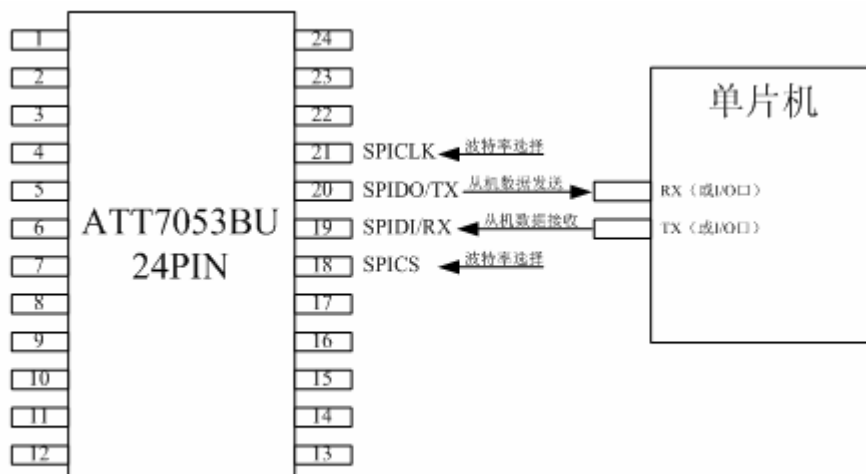 1
24
2
23
3
22
单片机
4
21
SPICLK
波特率选择
5
20
SPIDO/TX
从机数据发送
RX（或I/O口）
6
19
SPIDI/RX
从机数据接收
TX（或I/O口）
ATT7053BU
24PIN
7
18
SPICS
波特率选择
8
17
9
16
10
15
11
14
12
13